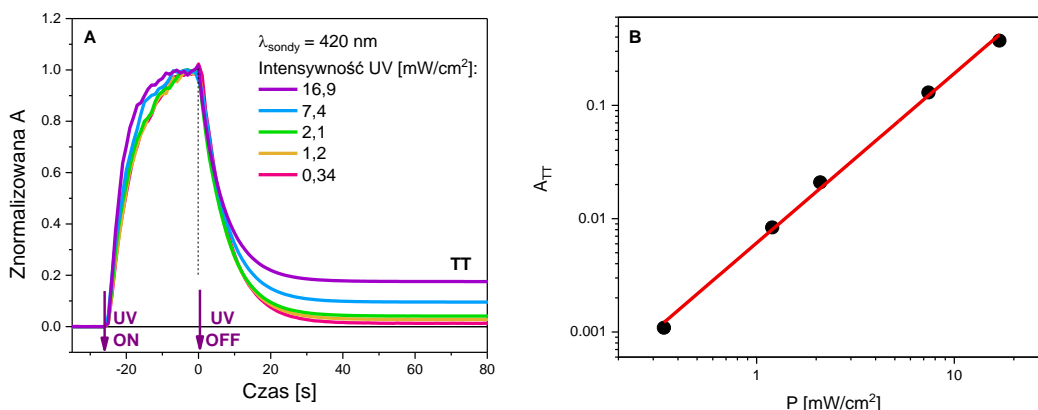 A
λsondy = 420 nm
Intensywność UV [mW/cm²]:
16,9
7,4
2,1
1,2
0,34
TT
UV
ON
UV
OFF
1.2
1.0
0.8
0.6
0.4
0.2
0.0
-20
0
20
40
60
80
Znormalizowana A
Czas [s]
B
0.1
0.01
0.001
1
10
ATT
P [mW/cm²]